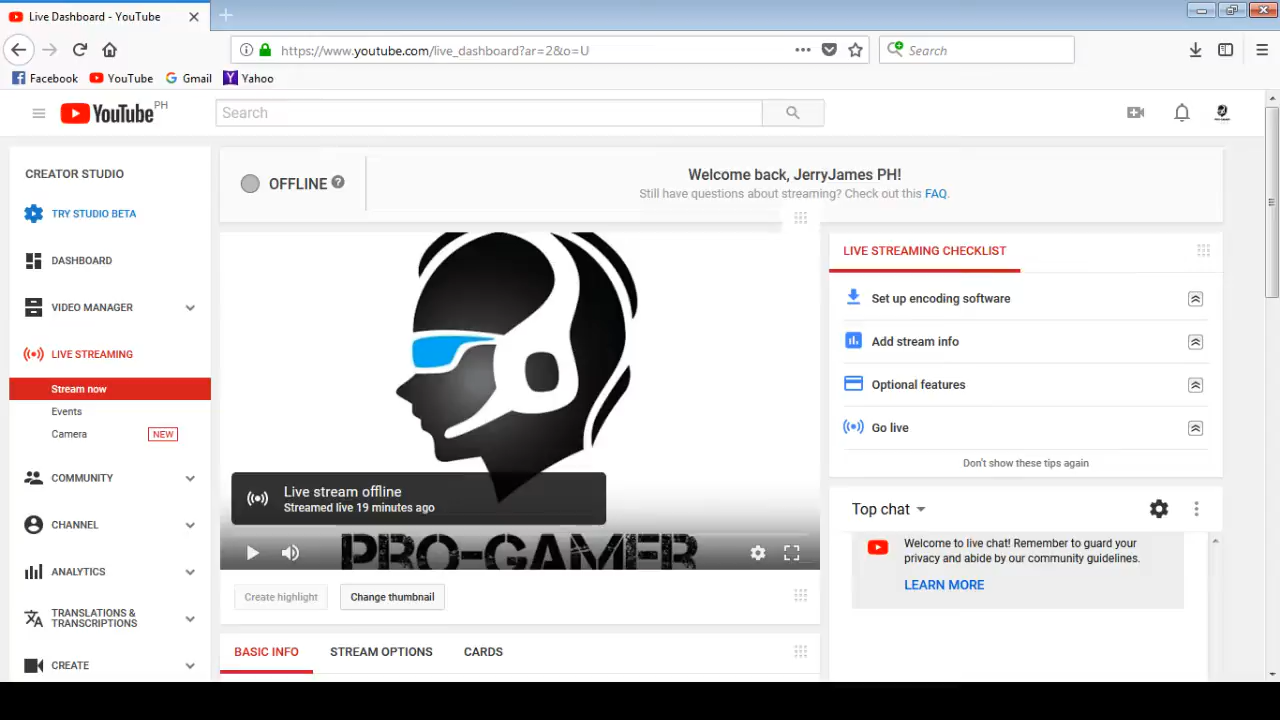 Live Dashboard - YouTube
https://www.youtube.com/live_dashboard?ar=2&o=U
Search
Facebook
YouTube
Gmail
Yahoo
YouTube PH
Search
CREATOR STUDIO
TRY STUDIO BETA
DASHBOARD
VIDEO MANAGER
LIVE STREAMING
Stream now
Events
Camera NEW
COMMUNITY
CHANNEL
ANALYTICS
TRANSLATIONS &
TRANSCRIPTIONS
CREATE
OFFLINE
Welcome back, JerryJames PH!
Still have questions about streaming? Check out this FAQ.
Live stream offline
Streamed live 19 minutes ago
PRO-GAMER
Create highlight
Change thumbnail
BASIC INFO
STREAM OPTIONS
CARDS
LIVE STREAMING CHECKLIST
Set up encoding software
Add stream info
Optional features
Go live
Don't show these tips again
Top chat
Welcome to live chat! Remember to guard your
privacy and abide by our community guidelines.
LEARN MORE